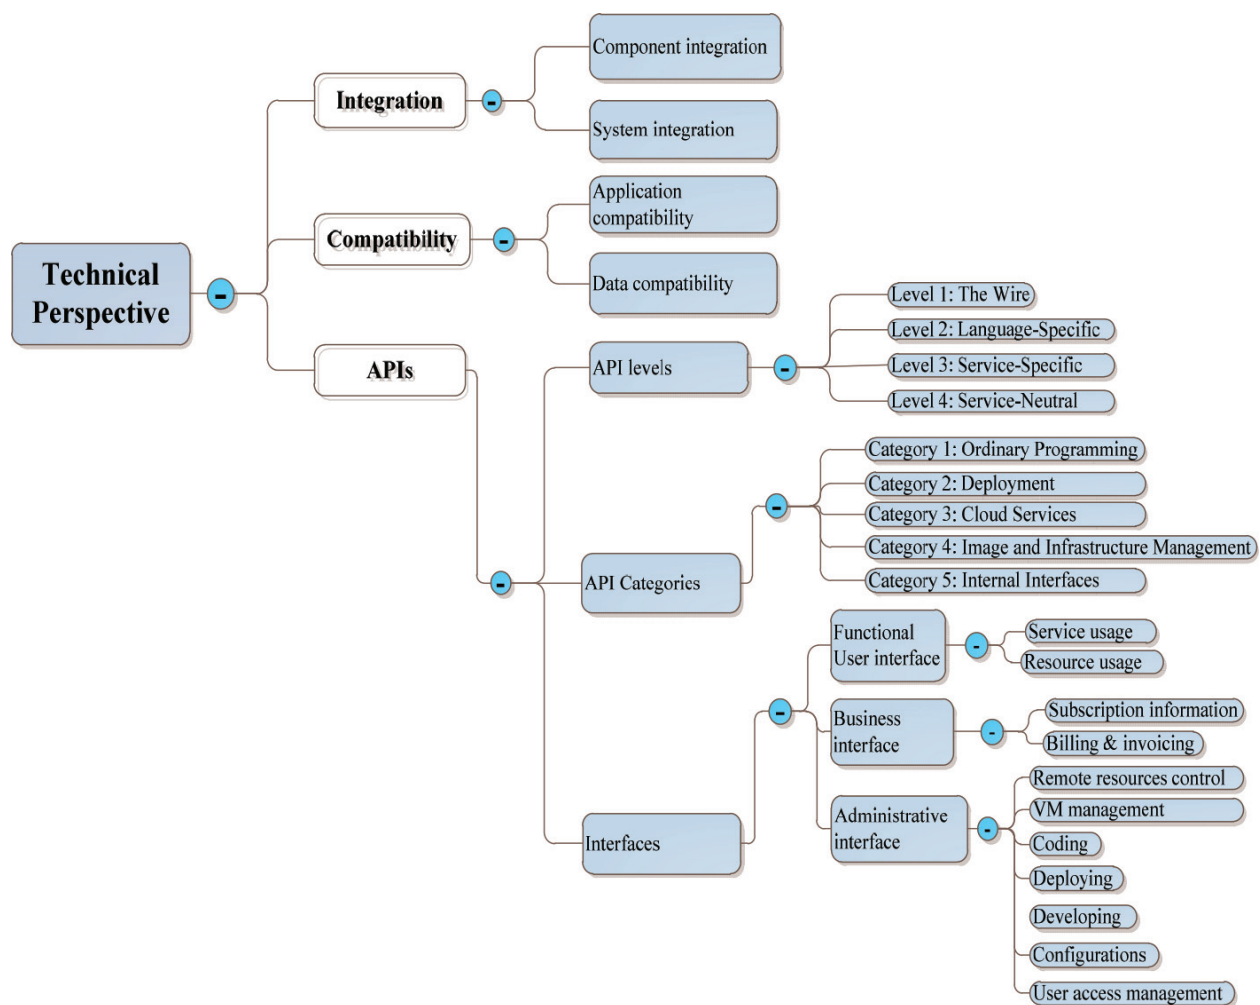 Technical
Perspective
Integration
Component integration
System integration
Compatibility
Application
compatibility
Data compatibility
APIs
API levels
Level 1: The Wire
Level 2: Language-Specific
Level 3: Service-Specific
Level 4: Service-Neutral
API Categories
Category 1: Ordinary Programming
Category 2: Deployment
Category 3: Cloud Services
Category 4: Image and Infrastructure Management
Category 5: Internal Interfaces
Interfaces
Functional
User interface
Service usage
Resource usage
Business
interface
Subscription information
Billing & invoicing
Administrative
interface
Remote resources control
VM management
Coding
Deploying
Developing
Configurations
User access management